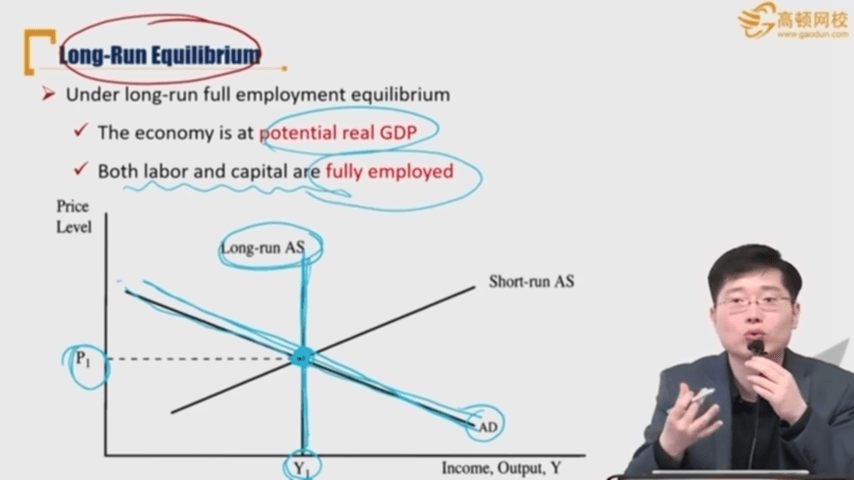 高顿网校
www.gaodun.com
Long-Run Equilibrium
Under long-run full employment equilibrium
The economy is at potential real GDP
Both labor and capital are fully employed
Price
Level
Long-run AS
Short-run AS
P1
AD
Y1
Income, Output, Y